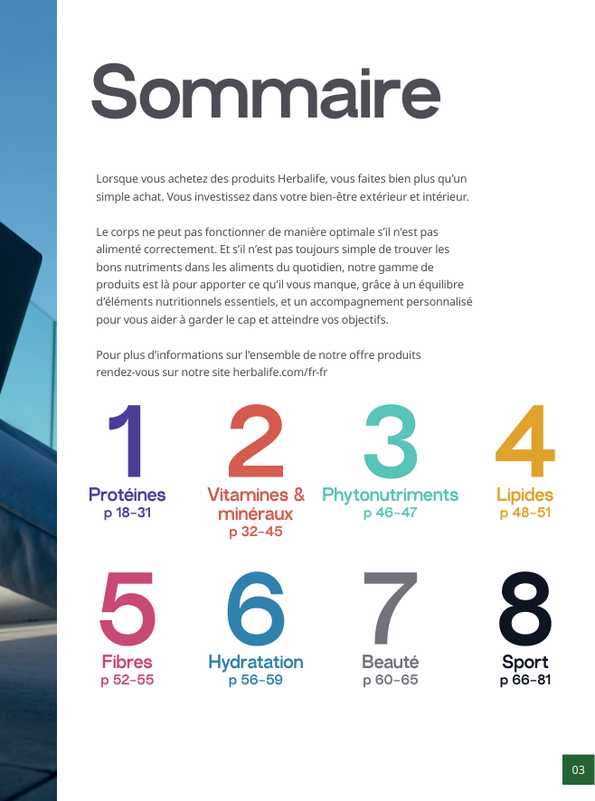 Sommaire
Lorsque vous achetez des produits Herbalife, vous faites bien plus qu’un
simple achat. Vous investissez dans votre bien-être extérieur et intérieur.
Le corps ne peut pas fonctionner de manière optimale s’il n’est pas
alimenté correctement. Et s’il n’est pas toujours simple de trouver les
bons nutriments dans les aliments du quotidien, notre gamme de
produits est là pour apporter ce qu’il vous manque, grâce à un équilibre
d’éléments nutritionnels essentiels, et un accompagnement personnalisé
pour vous aider à garder le cap et atteindre vos objectifs.
Pour plus d’informations sur l’ensemble de notre offre produits
rendez-vous sur notre site herbalife.com/fr-fr
1
Protéines
p 18–31
2
Vitamines &
minéraux
p 32–45
3
Phytonutriments
p 46–47
4
Lipides
p 48–51
5
Fibres
p 52–55
6
Hydratation
p 56–59
7
Beauté
p 60–65
8
Sport
p 66–81
03